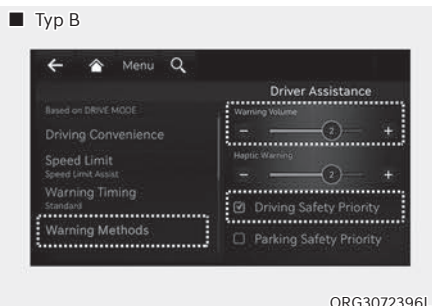 ■ Typ B
Menu
Driver Assistance
Based on DRIVE MODE
Driving Convenience
Speed Limit
Speed Limit Assist
Warning Timing
Standard
Warning Methods
Warning Volume
− 2 +
Haptic Warning
− 2 +
Driving Safety Priority
Parking Safety Priority
ORG3072396L